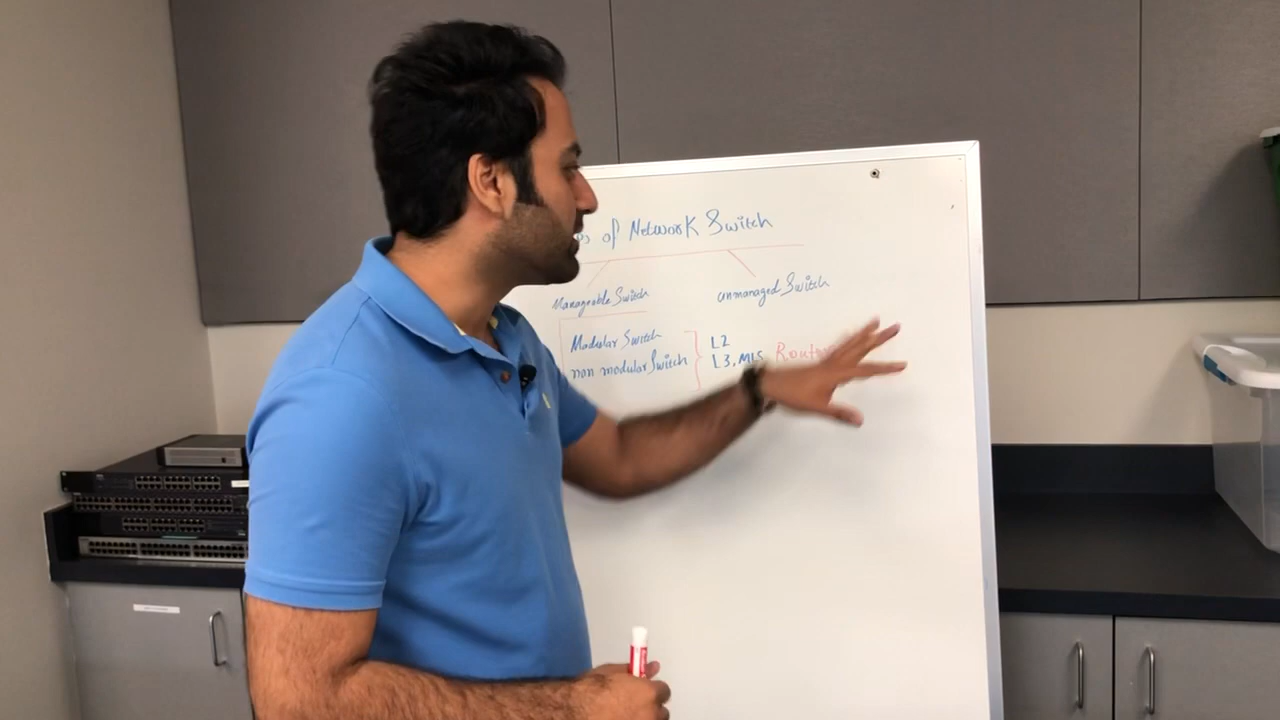 of Network Switch
Manageable Switch
unmanaged Switch
Modular Switch
non modular Switch
L2
L3, MLS